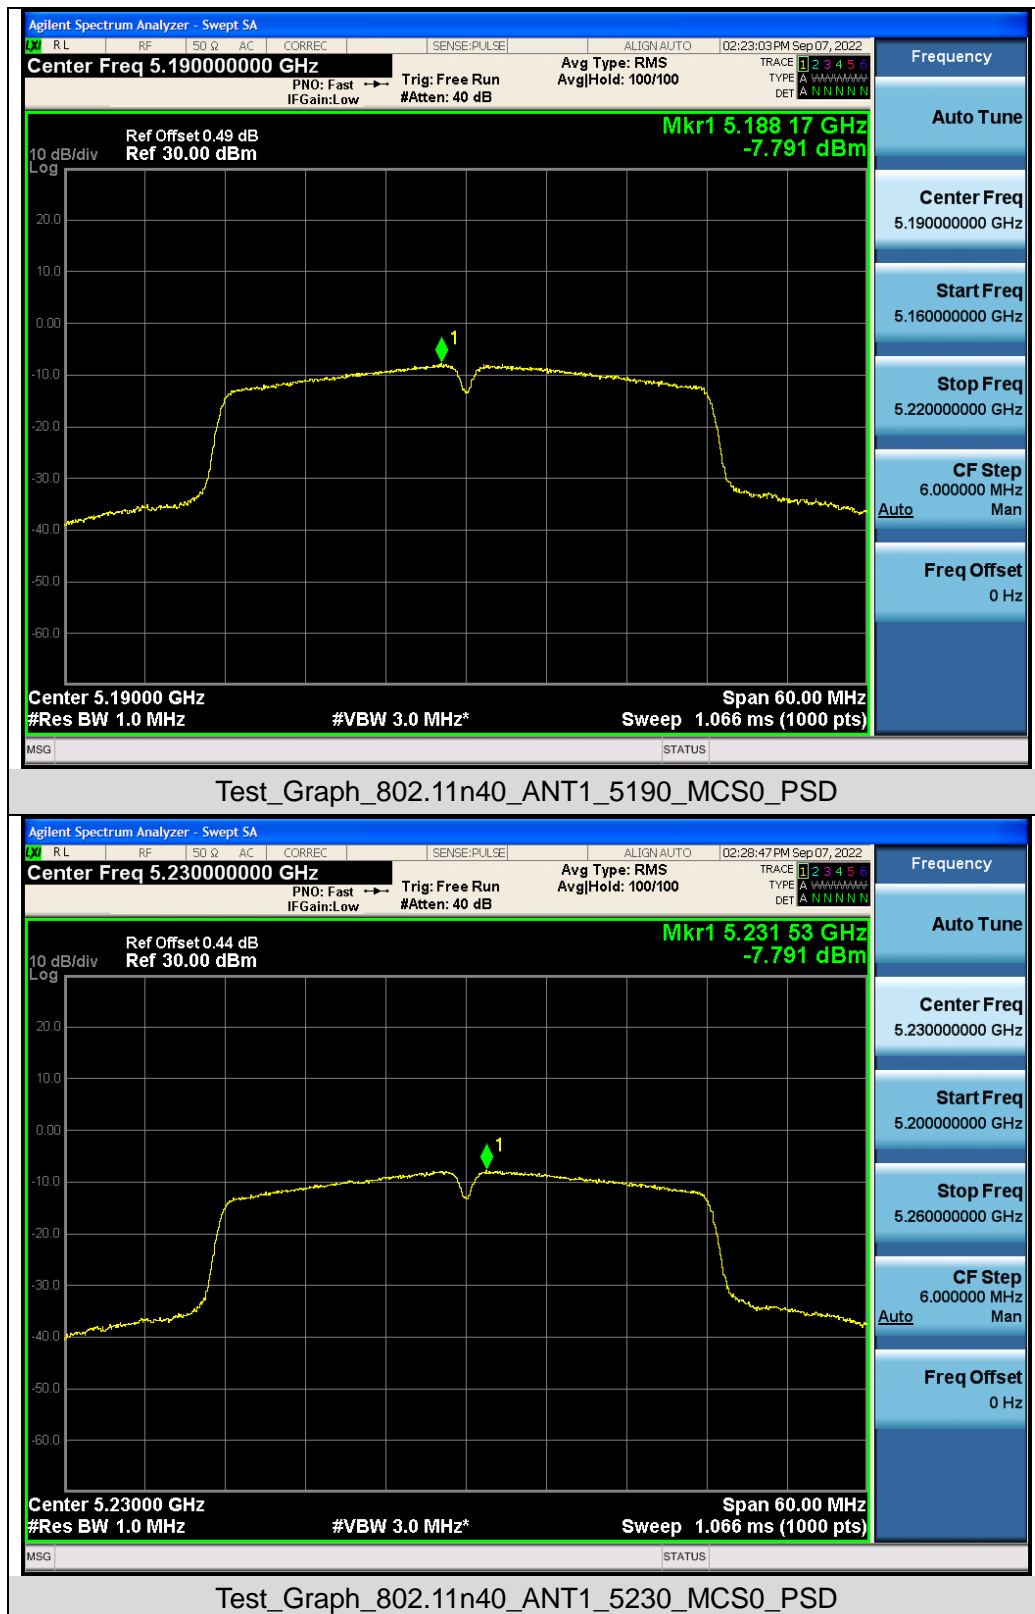 Agilent Spectrum Analyzer - Swept SA
LXI RL RF 50 Ω AC CORREC SENSE:PULSE ALIGN AUTO 02:23:03 PM Sep 07, 2022
Center Freq 5.190000000 GHz
PNO: Fast
IFGain:Low
Trig: Free Run
#Atten: 40 dB
Avg Type: RMS
Avg|Hold: 100/100
TRACE 1 2 3 4 5 6
TYPE A
DET A N N N N N
Mkr1 5.188 17 GHz
-7.791 dBm
Ref Offset 0.49 dB
10 dB/div Ref 30.00 dBm
Log
20.0
10.0
0.00
-10.0
-20.0
-30.0
-40.0
-50.0
-60.0
1
Center 5.19000 GHz Span 60.00 MHz
#Res BW 1.0 MHz #VBW 3.0 MHz* Sweep 1.066 ms (1000 pts)
MSG STATUS
Frequency
Auto Tune
Center Freq
5.190000000 GHz
Start Freq
5.160000000 GHz
Stop Freq
5.220000000 GHz
CF Step
6.000000 MHz
Auto Man
Freq Offset
0 Hz
Test_Graph_802.11n40_ANT1_5190_MCS0_PSD
Agilent Spectrum Analyzer - Swept SA
LXI RL RF 50 Ω AC CORREC SENSE:PULSE ALIGN AUTO 02:28:47 PM Sep 07, 2022
Center Freq 5.230000000 GHz
PNO: Fast
IFGain:Low
Trig: Free Run
#Atten: 40 dB
Avg Type: RMS
Avg|Hold: 100/100
TRACE 1 2 3 4 5 6
TYPE A
DET A N N N N N
Mkr1 5.231 53 GHz
-7.791 dBm
Ref Offset 0.44 dB
10 dB/div Ref 30.00 dBm
Log
20.0
10.0
0.00
-10.0
-20.0
-30.0
-40.0
-50.0
-60.0
1
Center 5.23000 GHz Span 60.00 MHz
#Res BW 1.0 MHz #VBW 3.0 MHz* Sweep 1.066 ms (1000 pts)
MSG STATUS
Frequency
Auto Tune
Center Freq
5.230000000 GHz
Start Freq
5.200000000 GHz
Stop Freq
5.260000000 GHz
CF Step
6.000000 MHz
Auto Man
Freq Offset
0 Hz
Test_Graph_802.11n40_ANT1_5230_MCS0_PSD